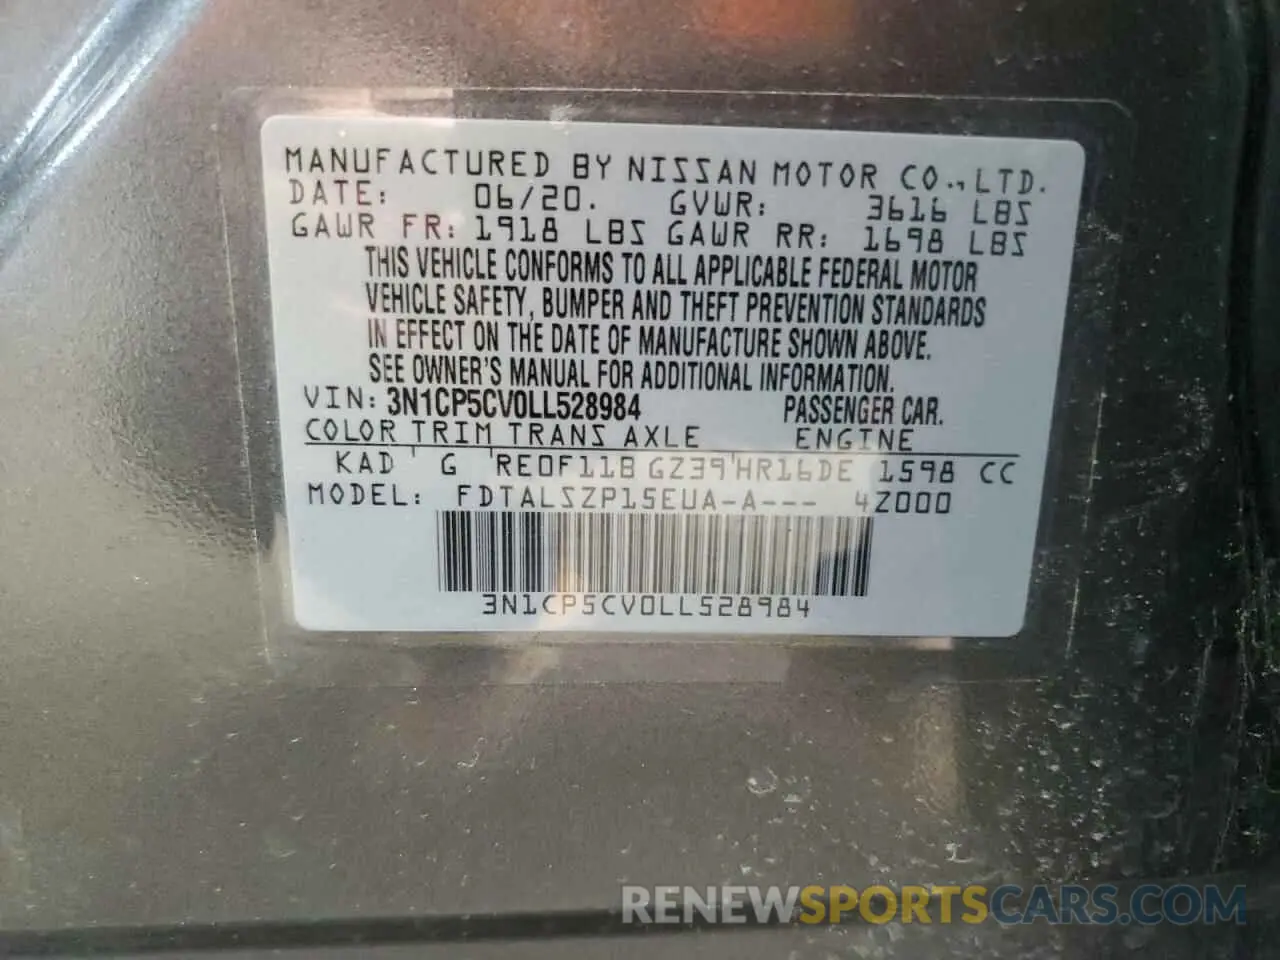 MANUFACTURED BY NISSAN MOTOR CO.,LTD.
DATE: 06/20. GVWR: 3616 LBS
GAWR FR: 1918 LBS GAWR RR: 1698 LBS
THIS VEHICLE CONFORMS TO ALL APPLICABLE FEDERAL MOTOR
VEHICLE SAFETY, BUMPER AND THEFT PREVENTION STANDARDS
IN EFFECT ON THE DATE OF MANUFACTURE SHOWN ABOVE.
SEE OWNER'S MANUAL FOR ADDITIONAL INFORMATION.
VIN: 3N1CP5CV0LL528984 PASSENGER CAR.
COLOR TRIM TRANS AXLE ENGINE
KAD ' G 'RE0F11B GZ39'HR16DE 1598 CC
MODEL: FDTALSZP15EUA-A--- 4Z000
3N1CP5CV0LL528984
RENEWSPORTSCARS.COM